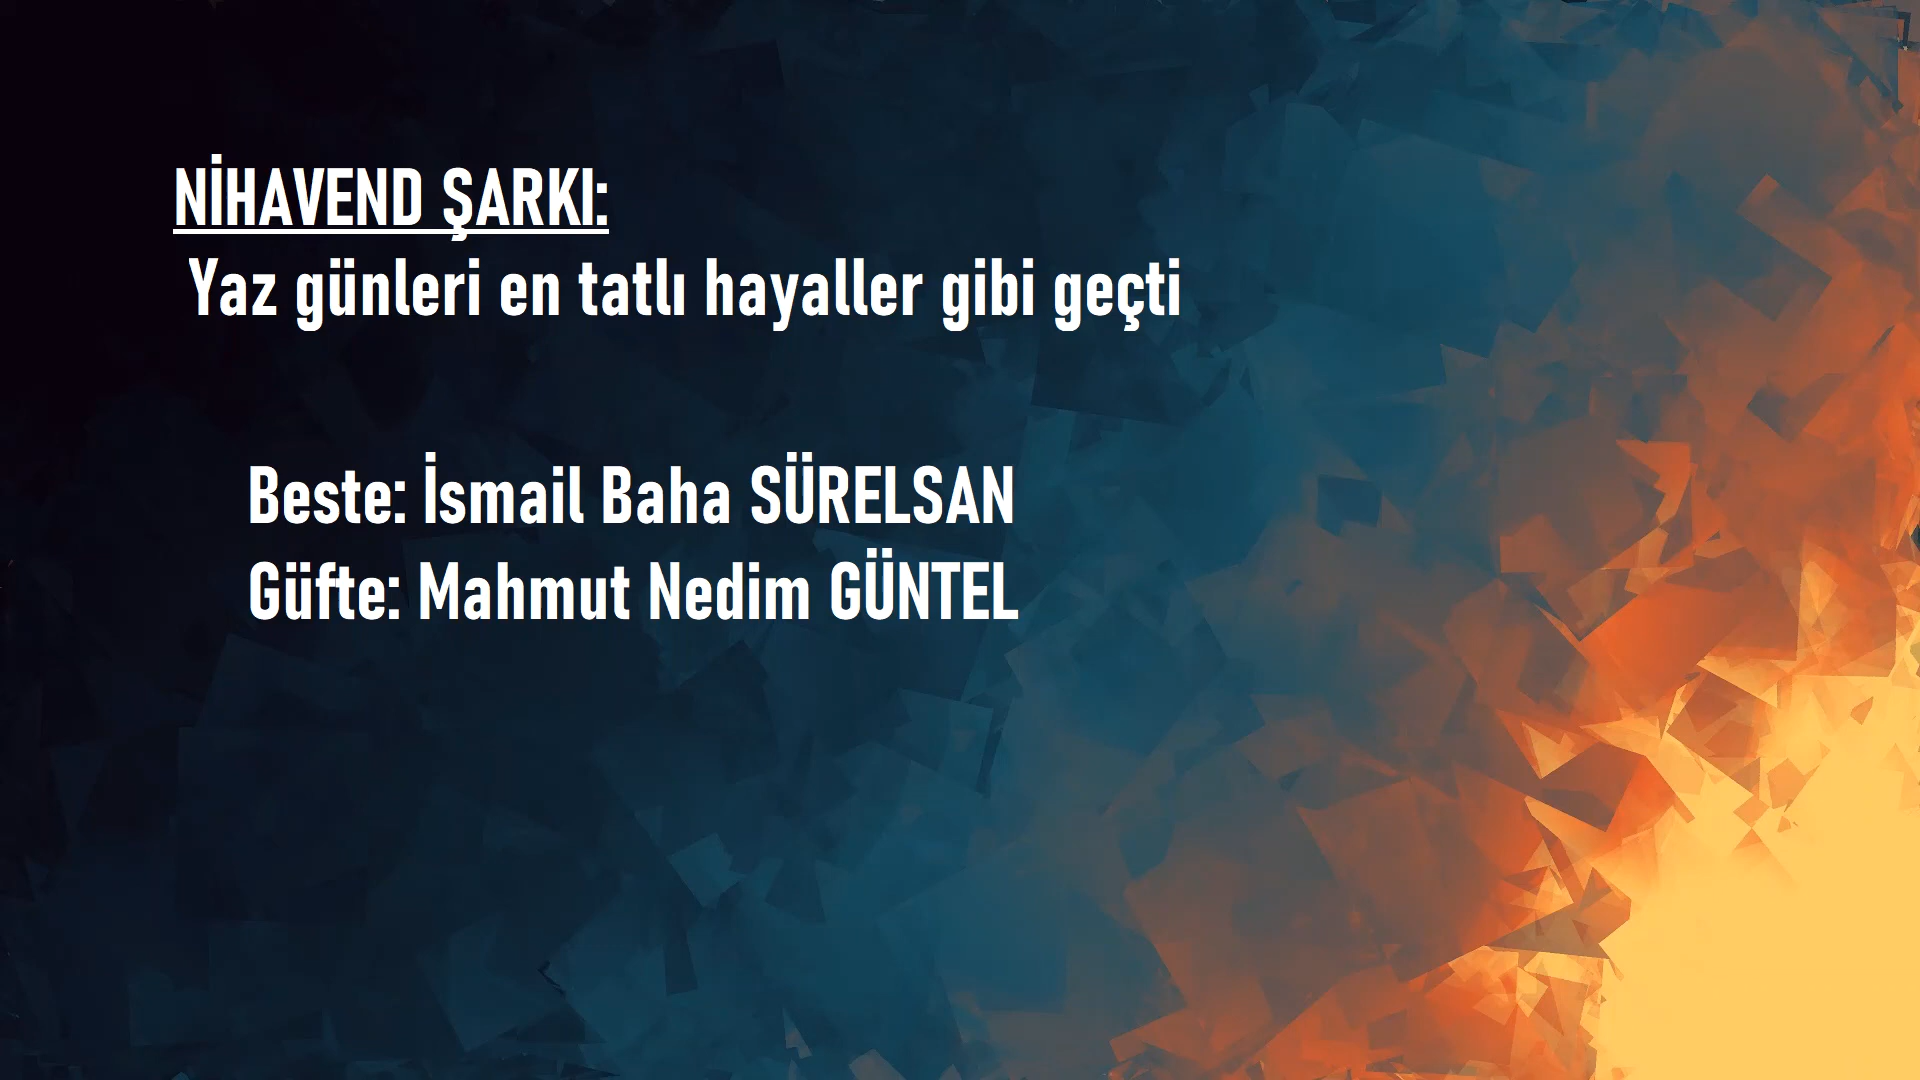 NİHAVEND ŞARKI:
Yaz günleri en tatlı hayaller gibi geçti
Beste: İsmail Baha SÜRELSAN
Güfte: Mahmut Nedim GÜNTEL